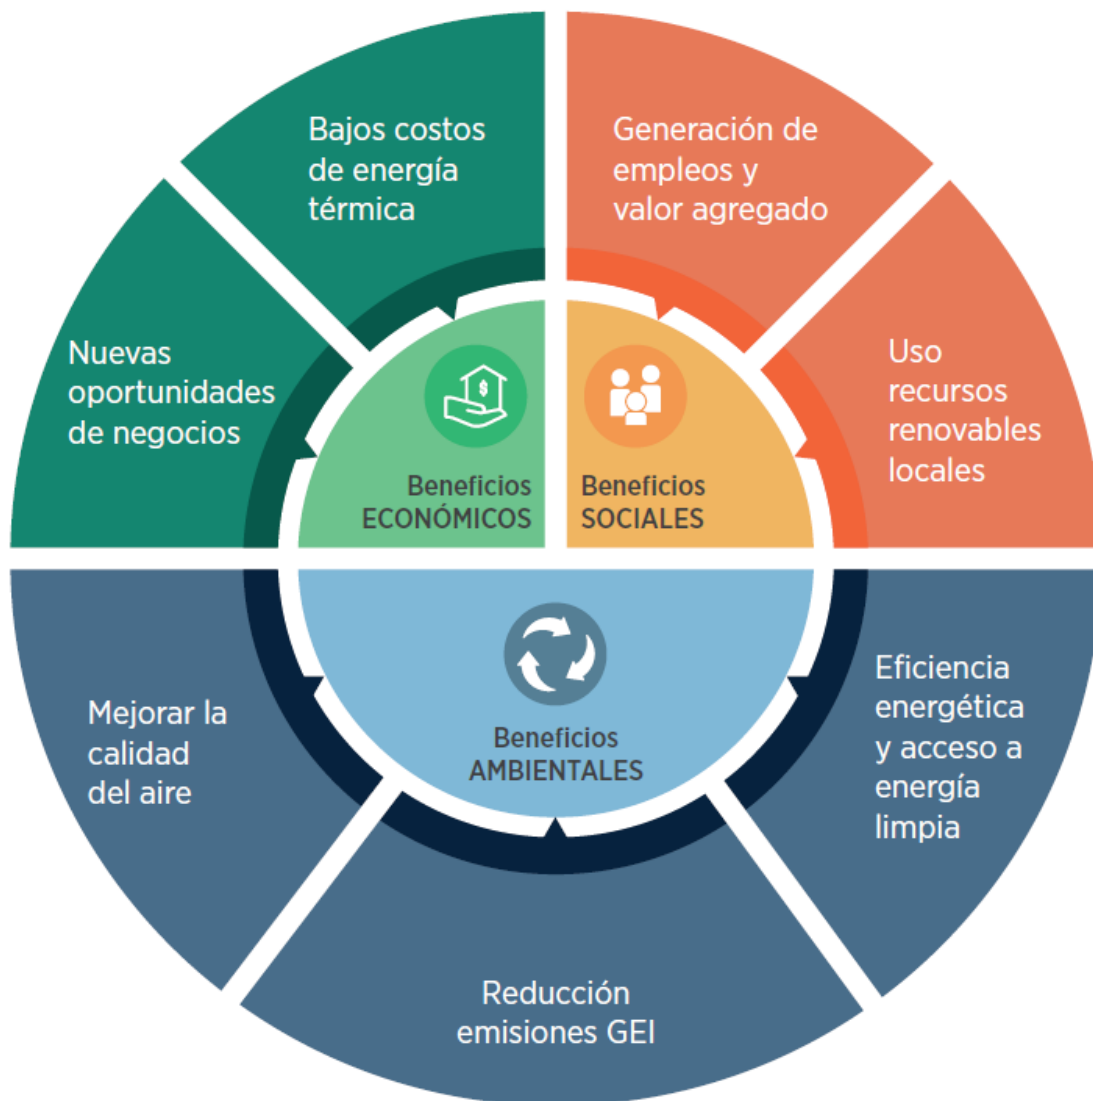 Bajos costos
de energía
térmica
Generación de
empleos y
valor agregado
Nuevas
oportunidades
de negocios
Uso
recursos
renovables
locales
$
Beneficios
ECONÓMICOS
Beneficios
SOCIALES
Beneficios
AMBIENTALES
Mejorar la
calidad
del aire
Eficiencia
energética
y acceso a
energía
limpia
Reducción
emisiones GEI